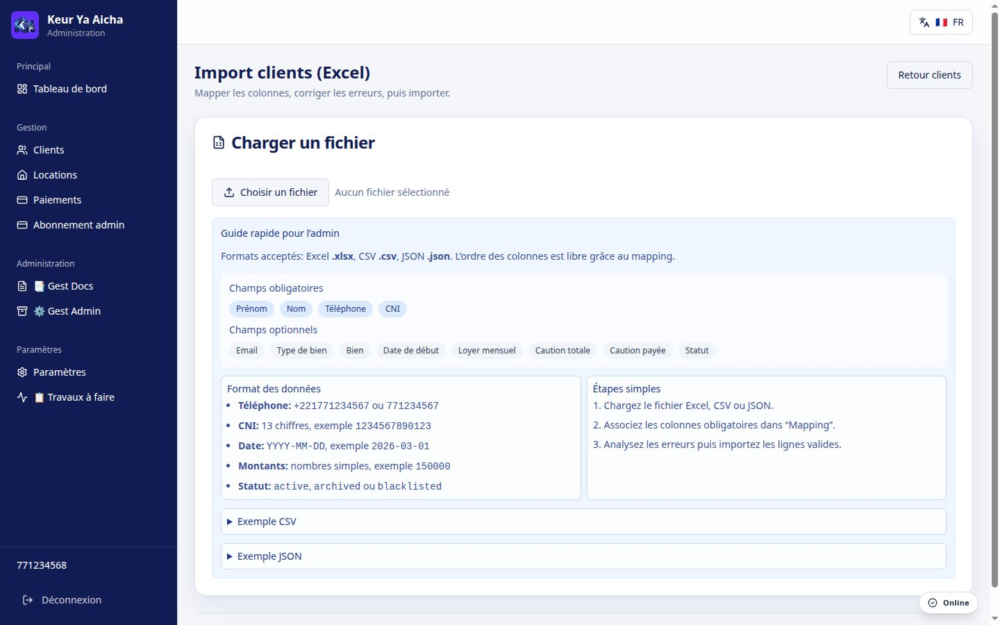 Keur Ya Aicha
Administration
Principal
Tableau de bord
Gestion
Clients
Locations
Paiements
Abonnement admin
Administration
📑 Gest Docs
⚙️ Gest Admin
Paramètres
Paramètres
📋 Travaux à faire
771234568
Déconnexion
🇫🇷 FR
Import clients (Excel)
Mapper les colonnes, corriger les erreurs, puis importer.
Retour clients
Charger un fichier
Choisir un fichier
Aucun fichier sélectionné
Guide rapide pour l’admin
Formats acceptés: Excel .xlsx, CSV .csv, JSON .json. L’ordre des colonnes est libre grâce au mapping.
Champs obligatoires
Prénom Nom Téléphone CNI
Champs optionnels
Email Type de bien Bien Date de début Loyer mensuel Caution totale Caution payée Statut
Format des données
• Téléphone: +221771234567 ou 771234567
• CNI: 13 chiffres, exemple 1234567890123
• Date: YYYY-MM-DD, exemple 2026-03-01
• Montants: nombres simples, exemple 150000
• Statut: active, archived ou blacklisted
Étapes simples
1. Chargez le fichier Excel, CSV ou JSON.
2. Associez les colonnes obligatoires dans “Mapping”.
3. Analysez les erreurs puis importez les lignes valides.
▶ Exemple CSV
▶ Exemple JSON
Online